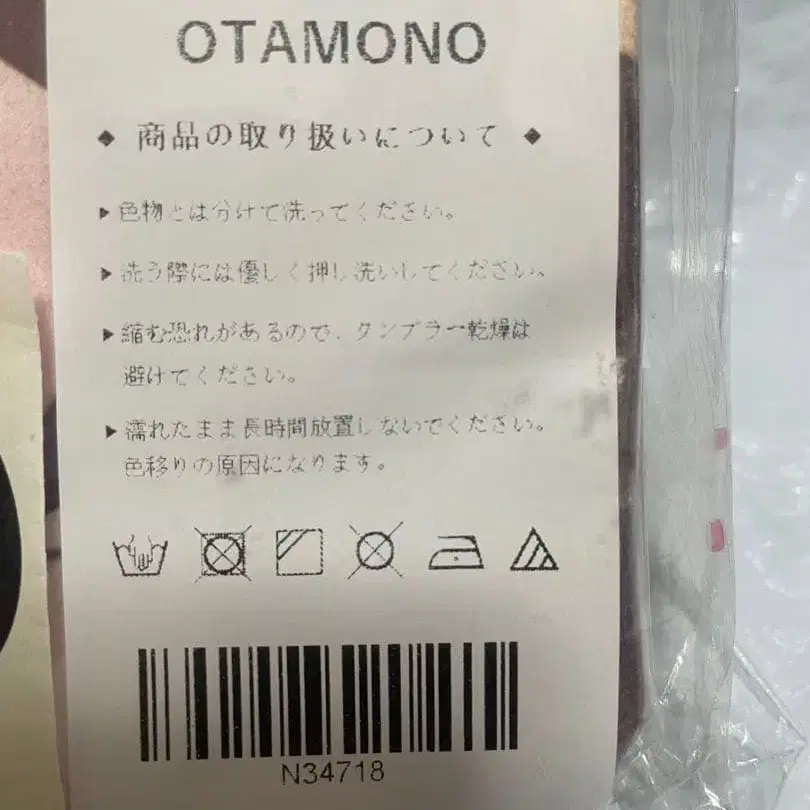 OTAMONO
◆ 商品の取り扱いについて ◆
▶色物とは分けて洗ってください。
▶洗う際には優しく押し洗いしてください。
▶縮む恐れがあるので、タンブラー乾燥は
避けてください。
▶濡れたまま長時間放置しないでください。
色移りの原因になります。
N34718